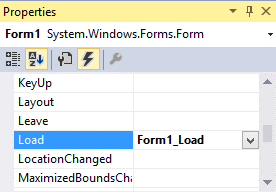 Properties
Form1 System.Windows.Forms.Form
KeyUp
Layout
Leave
Load Form1_Load
LocationChanged
MaximizedBoundsCha